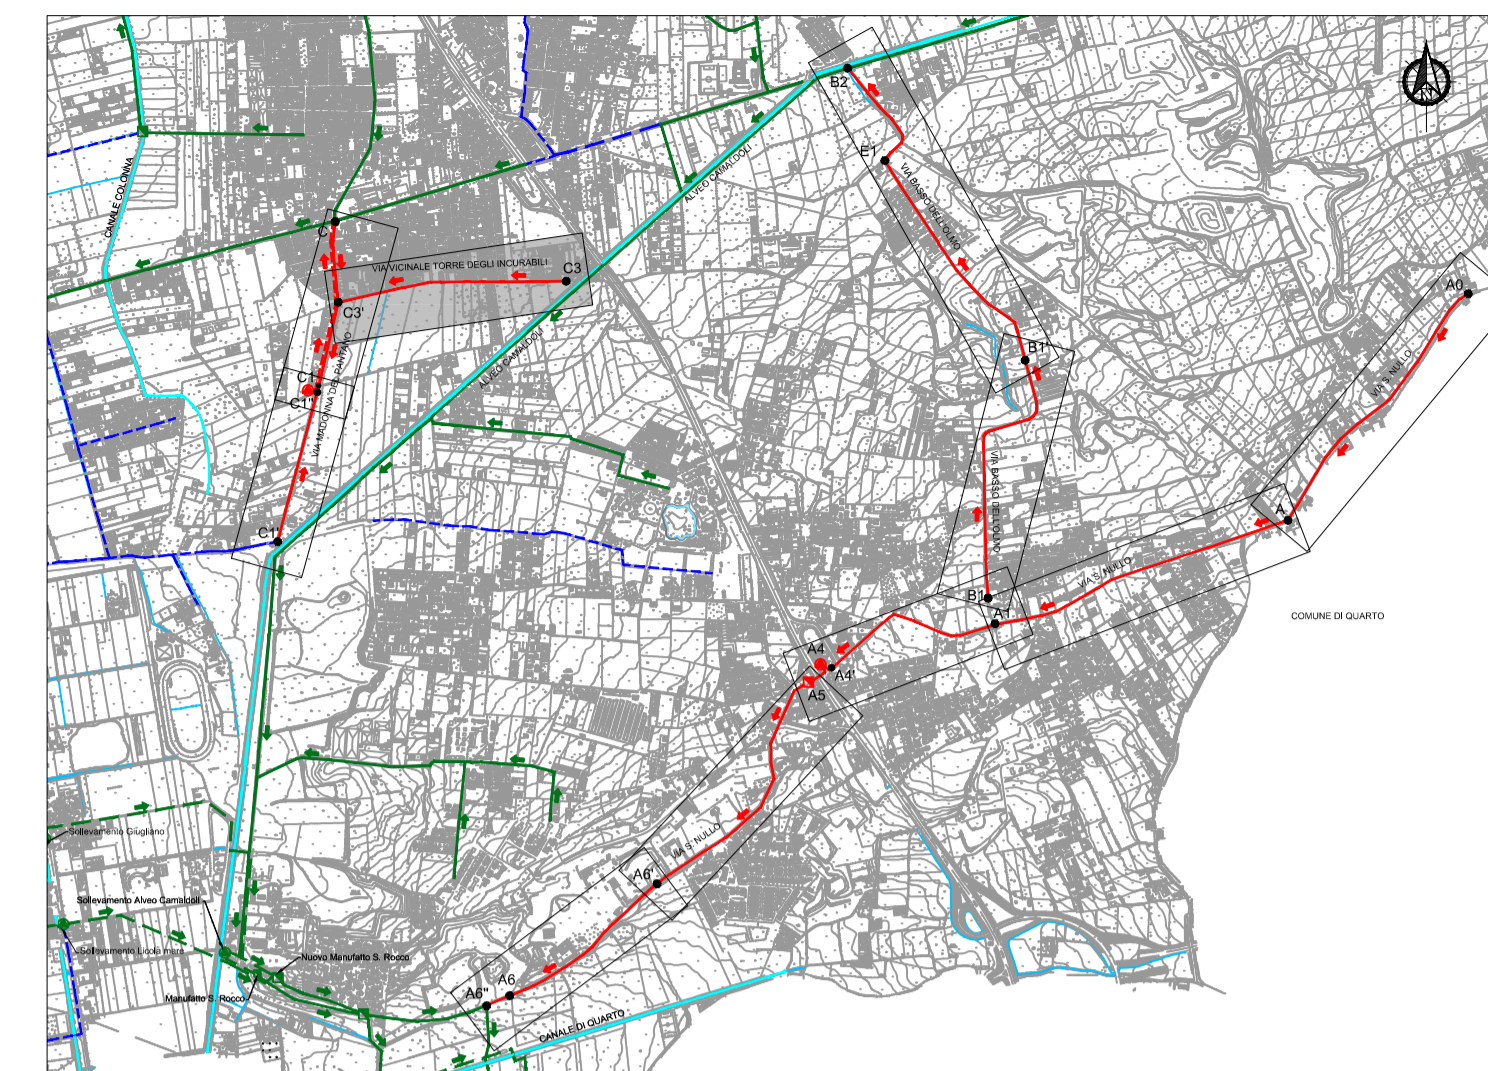 B2
E1
VIA BASSO DELL'OLMO
ALVEO CAMALDOLI
CANALE COLONNA
N
C
VIA VICINALE TORRE DEGLI INCURABILI
C3
C3'
A0
B1'
VIA S. NULLO
ALVEO CAMALDOLI
C1
C1"
VIA MADONNA DEL PANTANO
VIA BASSO DELL'OLMO
A
C1'
VIA S. NULLO
B1
A1
COMUNE DI QUARTO
A4
A4'
A5
VIA S. NULLO
Sollevamento Giugliano
A6'
Sollevamento Alveo Camaldoli
Sollevamento Licola mare
Nuovo Manufatto S. Rocco
Manufatto S. Rocco
A6
A6"
CANALE DI QUARTO